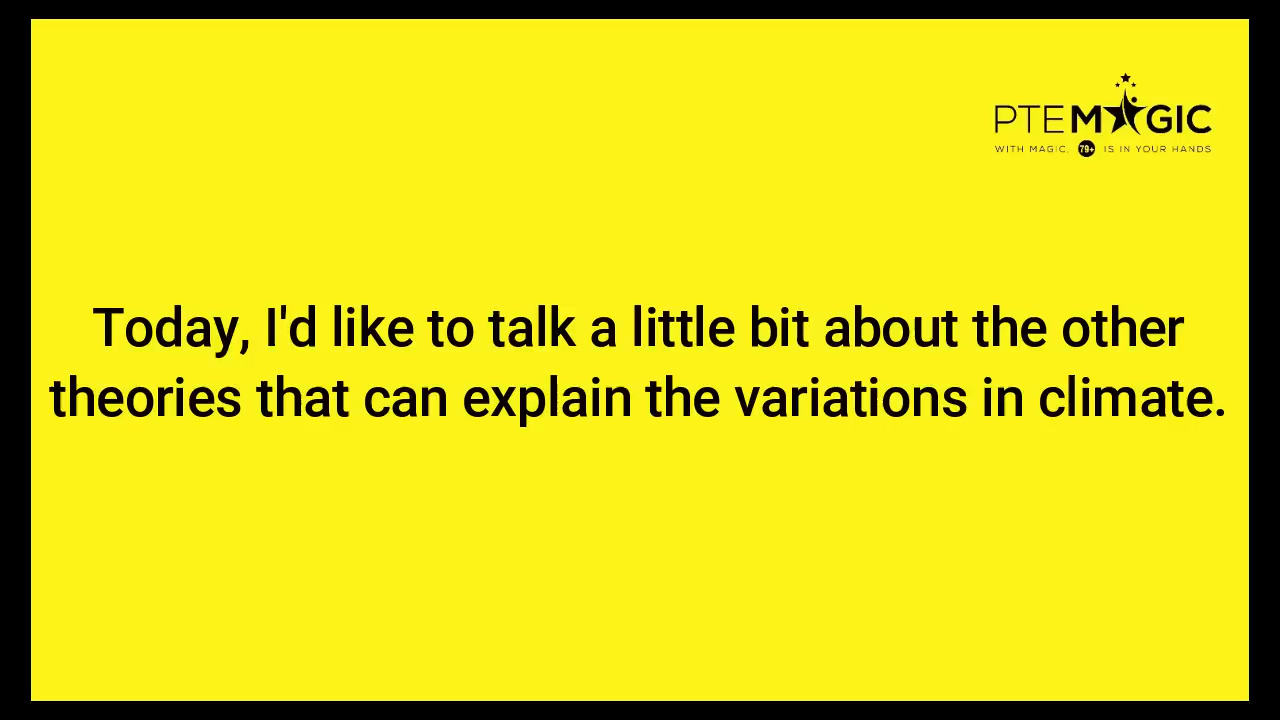 PTEMAGIC
WITH MAGIC, 79+ IS IN YOUR HANDS
Today, I'd like to talk a little bit about the other
theories that can explain the variations in climate.